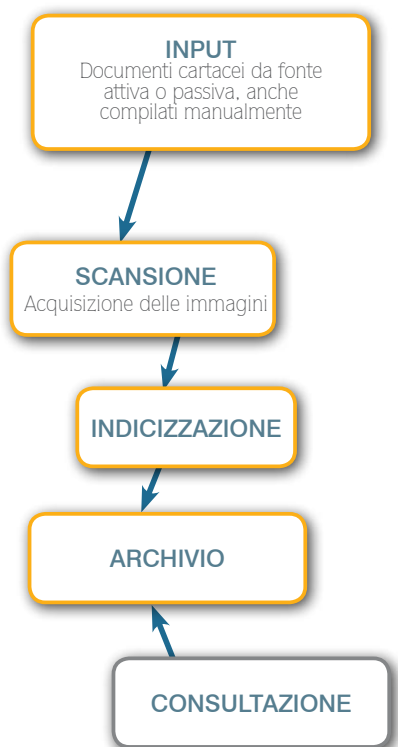 INPUT
Documenti cartacei da fonte
attiva o passiva, anche
compilati manualmente
SCANSIONE
Acquisizione delle immagini
INDICIZZAZIONE
ARCHIVIO
CONSULTAZIONE